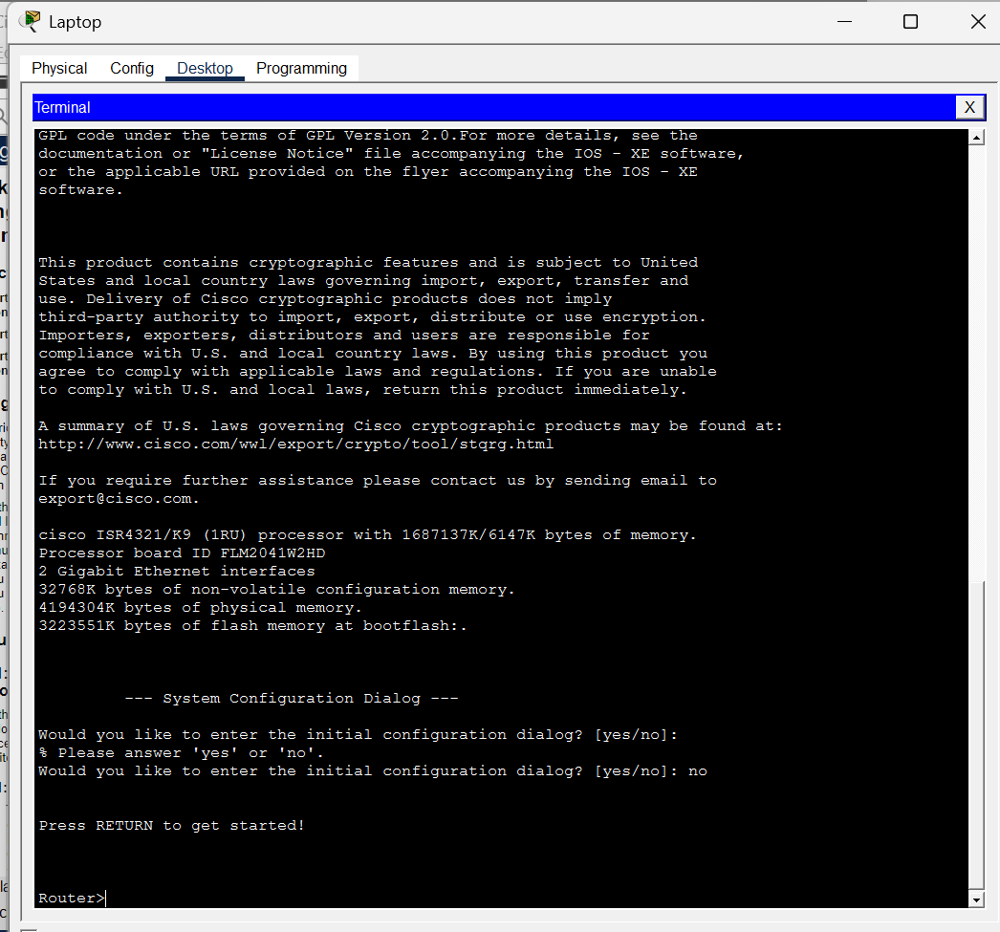 Laptop
Physical Config Desktop Programming
Terminal X
GPL code under the terms of GPL Version 2.0.For more details, see the
documentation or "License Notice" file accompanying the IOS - XE software,
or the applicable URL provided on the flyer accompanying the IOS - XE
software.
This product contains cryptographic features and is subject to United
States and local country laws governing import, export, transfer and
use. Delivery of Cisco cryptographic products does not imply
third-party authority to import, export, distribute or use encryption.
Importers, exporters, distributors and users are responsible for
compliance with U.S. and local country laws. By using this product you
agree to comply with applicable laws and regulations. If you are unable
to comply with U.S. and local laws, return this product immediately.
A summary of U.S. laws governing Cisco cryptographic products may be found at:
http://www.cisco.com/wwl/export/crypto/tool/stqrg.html
If you require further assistance please contact us by sending email to
export@cisco.com.
cisco ISR4321/K9 (1RU) processor with 1687137K/6147K bytes of memory.
Processor board ID FLM2041W2HD
2 Gigabit Ethernet interfaces
32768K bytes of non-volatile configuration memory.
4194304K bytes of physical memory.
3223551K bytes of flash memory at bootflash:.
--- System Configuration Dialog ---
Would you like to enter the initial configuration dialog? [yes/no]:
% Please answer 'yes' or 'no'.
Would you like to enter the initial configuration dialog? [yes/no]: no
Press RETURN to get started!
Router>